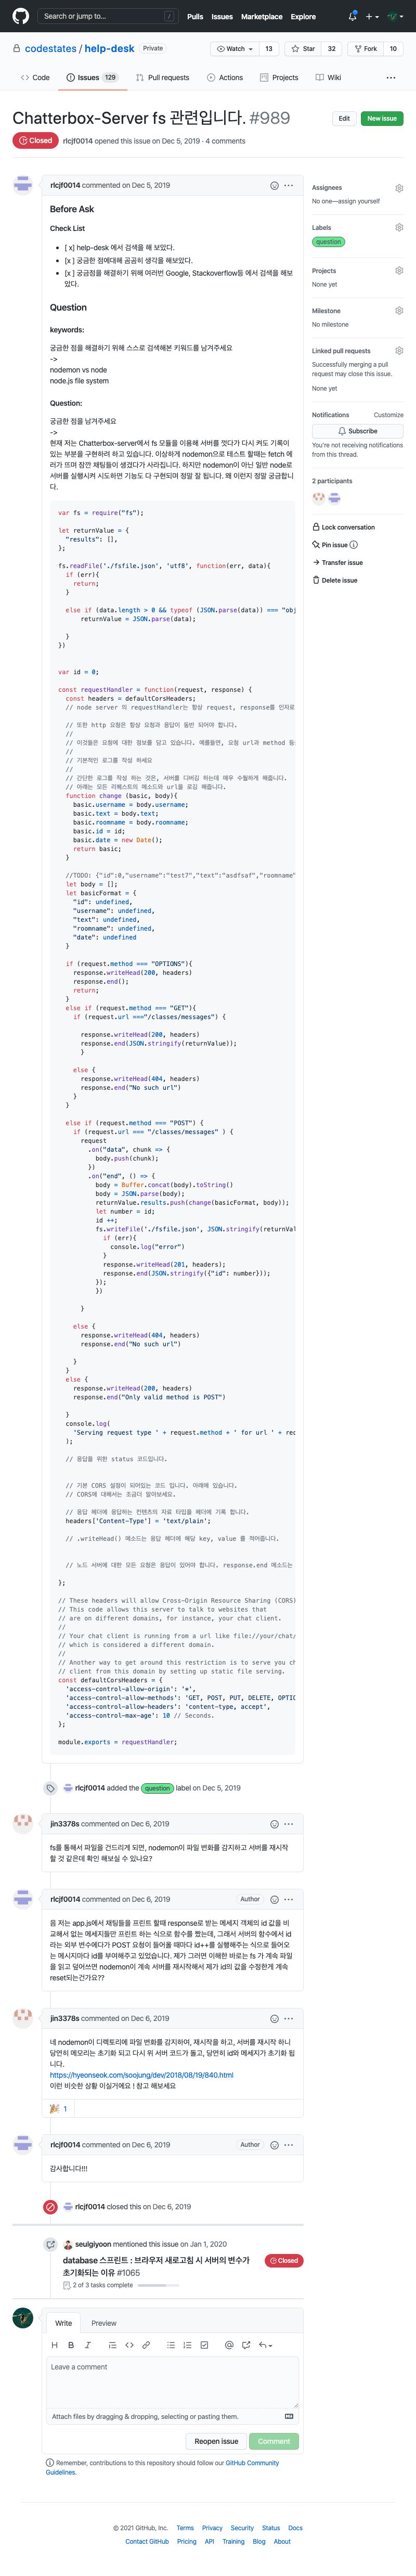 Search or jump to...
/
Pulls Issues Marketplace Explore
codestates / help-desk Private
Watch 13 Star 32 Fork 10
Code Issues 129 Pull requests Actions Projects Wiki
Chatterbox-Server fs 관련입니다. #989
Edit New issue
Closed rlcjf0014 opened this issue on Dec 5, 2019 · 4 comments
rlcjf0014 commented on Dec 5, 2019
Before Ask
Check List
[ x] help-desk 에서 검색을 해 보았다.
[x ] 궁금한 점에대해 곰곰히 생각을 해보았다.
[x ] 궁금점을 해결하기 위해 여러번 Google, Stackoverflow등 에서 검색을 해보
았다.
Question
keywords:
궁금한 점을 해결하기 위해 스스로 검색해본 키워드를 남겨주세요
->
nodemon vs node
node.js file system
Question:
궁금한 점을 남겨주세요
->
현재 저는 Chatterbox-server에서 fs 모듈을 이용해 서버를 껏다가 다시 켜도 기록이
있는 부분을 구현하려 하고 있습니다. 이상하게 nodemon으로 테스트 할때는 fetch 에
러가 뜨며 잠깐 채팅들이 생겼다가 사라집니다. 하지만 nodemon이 아닌 일반 node로
서버를 실행시켜 시도하면 기능도 다 구현되며 정말 잘 됩니다. 왜 이런지 정말 궁금합니
다.
var fs = require("fs");
let returnValue = {
"results": [],
};
fs.readFile('./fsfile.json', 'utf8', function(err, data){
if (err){
return;
}
else if (data.length > 0 && typeof (JSON.parse(data)) === "obj
returnValue = JSON.parse(data);
}
})
var id = 0;
const requestHandler = function(request, response) {
const headers = defaultCorsHeaders;
// node server 의 requestHandler는 항상 request, response를 인자로
// 또한 http 요청은 항상 요청과 응답이 동반 되어야 합니다.
//
// 이것들은 요청에 대한 정보를 담고 있습니다. 예를들면, 요청 url과 method 등
//
// 기본적인 로그를 작성 하세요
//
// 간단한 로그를 작성 하는 것은, 서버를 디버깅 하는데 매우 수월하게 해줍니다.
// 아래는 모든 리퀘스트의 메소드와 url을 로깅 해줍니다.
function change (basic, body){
basic.username = body.username;
basic.text = body.text;
basic.roomname = body.roomname;
basic.id = id;
basic.date = new Date();
return basic;
}
//TODO: {"id":0,"username":"test7","text":"asdfsaf","roomname"
let body = [];
let basicFormat = {
"id": undefined,
"username": undefined,
"text": undefined,
"roomname": undefined,
"date": undefined
}
if (request.method === "OPTIONS"){
response.writeHead(200, headers)
response.end();
return;
}
else if (request.method === "GET"){
if (request.url ==="/classes/messages") {
response.writeHead(200, headers)
response.end(JSON.stringify(returnValue));
}
else {
response.writeHead(404, headers)
response.end("No such url")
}
}
else if (request.method === "POST") {
if (request.url === "/classes/messages" ) {
request
.on("data", chunk => {
body.push(chunk);
})
.on("end", () => {
body = Buffer.concat(body).toString()
body = JSON.parse(body);
returnValue.results.push(change(basicFormat, body));
let number = id;
id ++;
fs.writeFile('./fsfile.json', JSON.stringify(returnVal
if (err){
console.log("error")
}
response.writeHead(201, headers);
response.end(JSON.stringify({"id": number}));
});
})
}
else {
response.writeHead(404, headers)
response.end("No such url")
}
}
else {
response.writeHead(200, headers)
response.end("Only valid method is POST")
}
console.log(
'Serving request type ' + request.method + ' for url ' + req
);
// 응답을 위한 status 코드입니다.
// 기본 CORS 설정이 되어있는 코드 입니다. 아래에 있습니다.
// CORS에 대해서는 조금더 알아보세요.
// 응답 헤더에 응답하는 컨텐츠의 자료 타입을 헤더에 기록 합니다.
headers['Content-Type'] = 'text/plain';
// .writeHead() 메소드는 응답 헤더에 해당 key, value 를 적어줍니다.
// 노드 서버에 대한 모든 요청은 응답이 있어야 합니다. response.end 메소드는
};
// These headers will allow Cross-Origin Resource Sharing (CORS)
// This code allows this server to talk to websites that
// are on different domains, for instance, your chat client.
//
// Your chat client is running from a url like file://your/chat/
// which is considered a different domain.
//
// Another way to get around this restriction is to serve you ch
// client from this domain by setting up static file serving.
const defaultCorsHeaders = {
'access-control-allow-origin': '*',
'access-control-allow-methods': 'GET, POST, PUT, DELETE, OPTIO
'access-control-allow-headers': 'content-type, accept',
'access-control-max-age': 10 // Seconds.
};
module.exports = requestHandler;
rlcjf0014 added the question label on Dec 5, 2019
jin3378s commented on Dec 6, 2019
fs를 통해서 파일을 건드리게 되면, nodemon이 파일 변화를 감지하고 서버를 재시작
할 것 같은데 확인 해보실 수 있나요?
rlcjf0014 commented on Dec 6, 2019 Author
음 저는 app.js에서 채팅들을 프린트 할때 response로 받는 메세지 객체의 id 값을 비
교해서 없는 메세지들만 프린트 하는 식으로 함수를 짰는데, 그래서 서버의 함수에서 id
라는 외부 변수에다가 POST 요청이 들어올 때마다 id++를 실행해주는 식으로 들어오
는 메시지마다 id를 부여해주고 있었습니다. 제가 그러면 이해한 바로는 fs 가 계속 파일
을 읽고 덮어쓰면 nodemon이 계속 서버를 재시작해서 제가 id의 값을 수정한게 계속
reset되는건가요??
jin3378s commented on Dec 6, 2019
네 nodemon이 디렉토리에 파일 변화를 감지하여, 재시작을 하고, 서버를 재시작 하니
당연히 메모리는 초기화 되고 다시 위 서버 코드가 돌고, 당연히 id와 메세지가 초기화 됩
니다.
https://hyeonseok.com/soojung/dev/2018/08/19/840.html
이런 비슷한 상황 이실거에요 ! 참고 해보세요
1
rlcjf0014 commented on Dec 6, 2019 Author
감사합니다!!!
rlcjf0014 closed this on Dec 6, 2019
seulgiyoon mentioned this issue on Jan 1, 2020
database 스프린트 : 브라우저 새로고침 시 서버의 변수가
초기화되는 이유 #1065
Closed
2 of 3 tasks complete
Write Preview
Leave a comment
Attach files by dragging & dropping, selecting or pasting them.
Reopen issue Comment
Remember, contributions to this repository should follow our GitHub Community
Guidelines.
Assignees
No one—assign yourself
Labels
question
Projects
None yet
Milestone
No milestone
Linked pull requests
Successfully merging a pull
request may close this issue.
None yet
Notifications Customize
Subscribe
You're not receiving notifications
from this thread.
2 participants
Lock conversation
Pin issue
Transfer issue
Delete issue
© 2021 GitHub, Inc. Terms Privacy Security Status Docs
Contact GitHub Pricing API Training Blog About